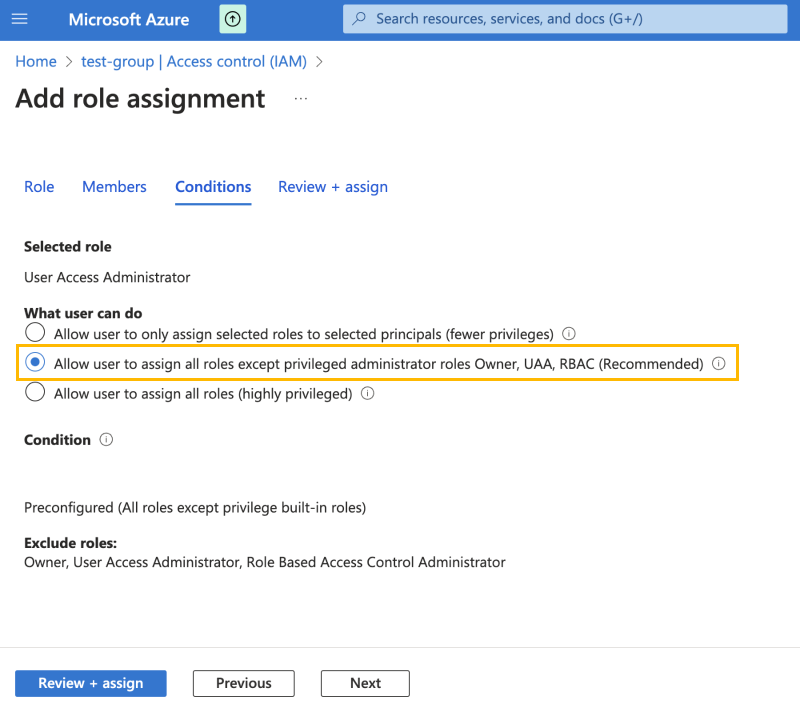 Microsoft Azure
Search resources, services, and docs (G+/)
Home > test-group | Access control (IAM) >
Add role assignment ...
Role Members Conditions Review + assign
Selected role
User Access Administrator
What user can do
Allow user to only assign selected roles to selected principals (fewer privileges)
Allow user to assign all roles except privileged administrator roles Owner, UAA, RBAC (Recommended)
Allow user to assign all roles (highly privileged)
Condition
Preconfigured (All roles except privilege built-in roles)
Exclude roles:
Owner, User Access Administrator, Role Based Access Control Administrator
Review + assign Previous Next